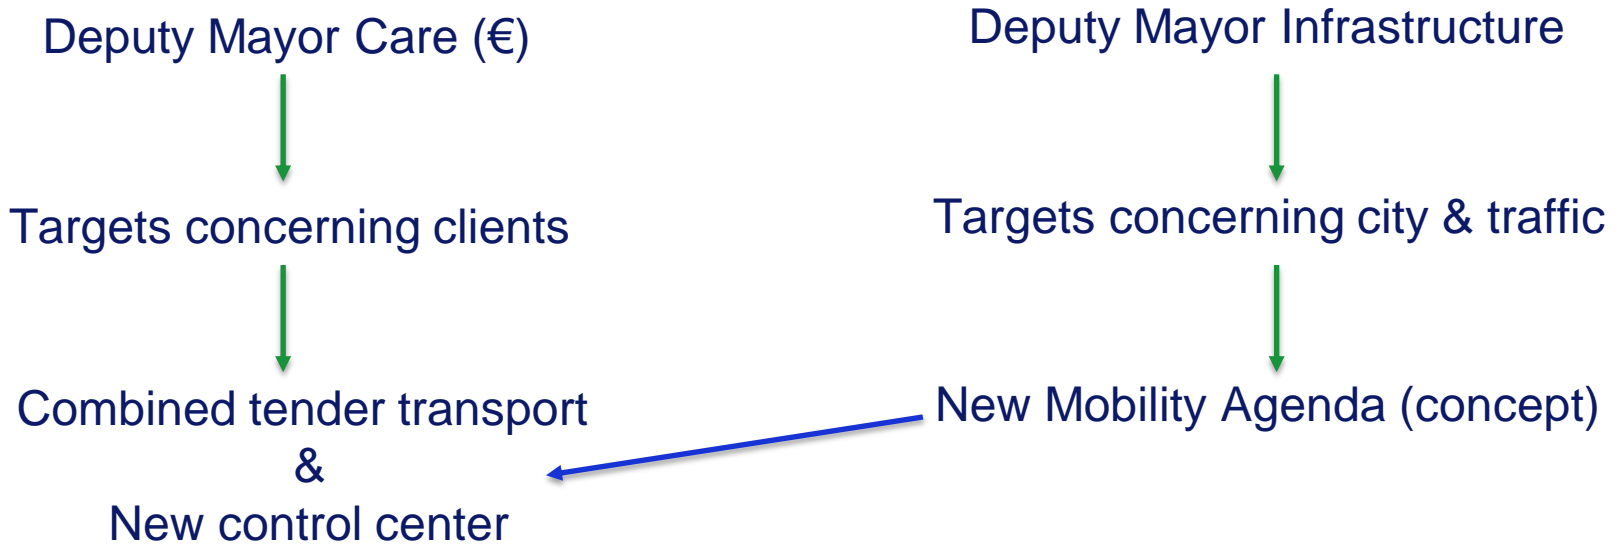 Deputy Mayor Care (€)
Targets concerning clients
Combined tender transport
&
New control center
Deputy Mayor Infrastructure
Targets concerning city & traffic
New Mobility Agenda (concept)